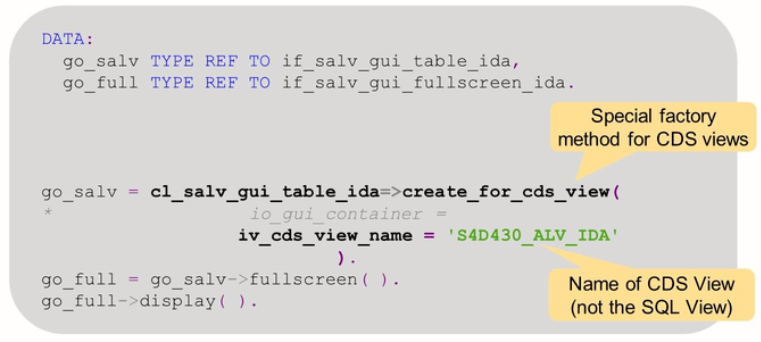 DATA:
go_salv TYPE REF TO if_salv_gui_table_ida,
go_full TYPE REF TO if_salv_gui_fullscreen_ida.
Special factory
method for CDS views
go_salv = cl_salv_gui_table_ida=>create_for_cds_view(
* io_gui_container =
iv_cds_view_name = 'S4D430_ALV_IDA'
).
go_full = go_salv->fullscreen( ).
go_full->display( ).
Name of CDS View
(not the SQL View)